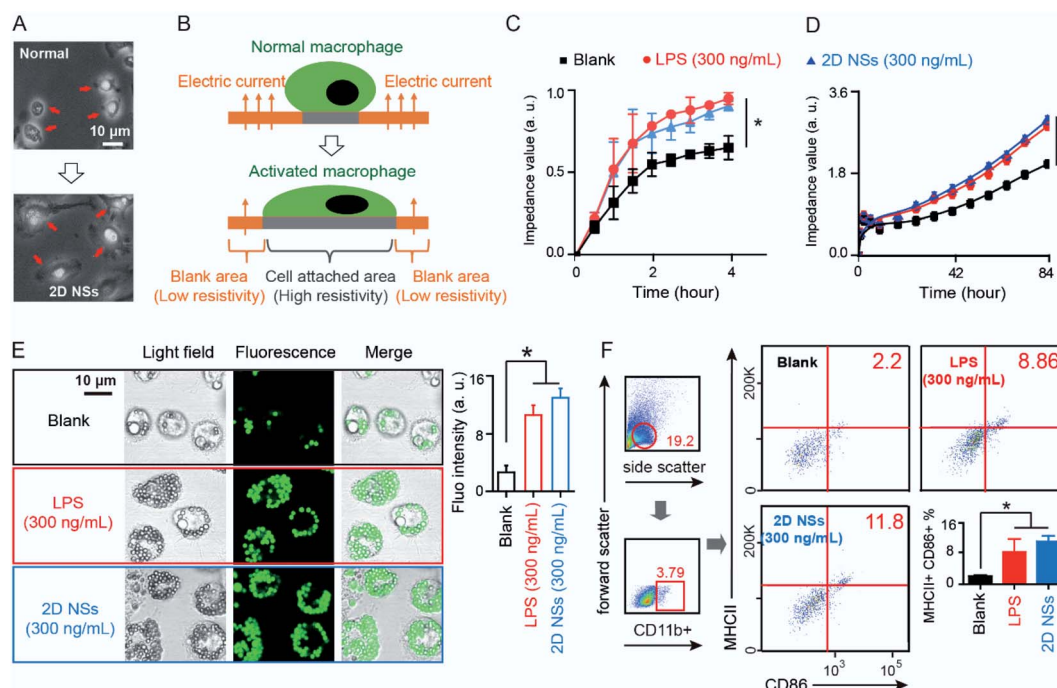 A
Normal
10 μm
2D NSs
B
Normal macrophage
Electric current
Electric current
Activated macrophage
Blank area
(Low resistivity)
Cell attached area
(High resistivity)
Blank area
(Low resistivity)
C
D
Blank
LPS (300 ng/mL)
2D NSs (300 ng/mL)
Impedance value (a. u.)
1.0
0.5
0.0
0
2
4
Time (hour)
*
Impedance value (a. u.)
3.6
1.8
0.0
0
42
84
Time (hour)
E
Light field
Fluorescence
Merge
10 μm
Blank
LPS
(300 ng/mL)
2D NSs
(300 ng/mL)
Fluo intensity (a. u.)
16
8
0
*
Blank
LPS (300 ng/mL)
2D NSs (300 ng/mL)
F
forward scatter
19.2
side scatter
3.79
CD11b+
MHCII
200K
0
Blank
2.2
LPS
(300 ng/mL)
8.86
200K
0
2D NSs
(300 ng/mL)
11.8
10³
10⁵
CD86
MHCII+ CD86+ %
16
8
0
*
Blank
LPS
2D NSs